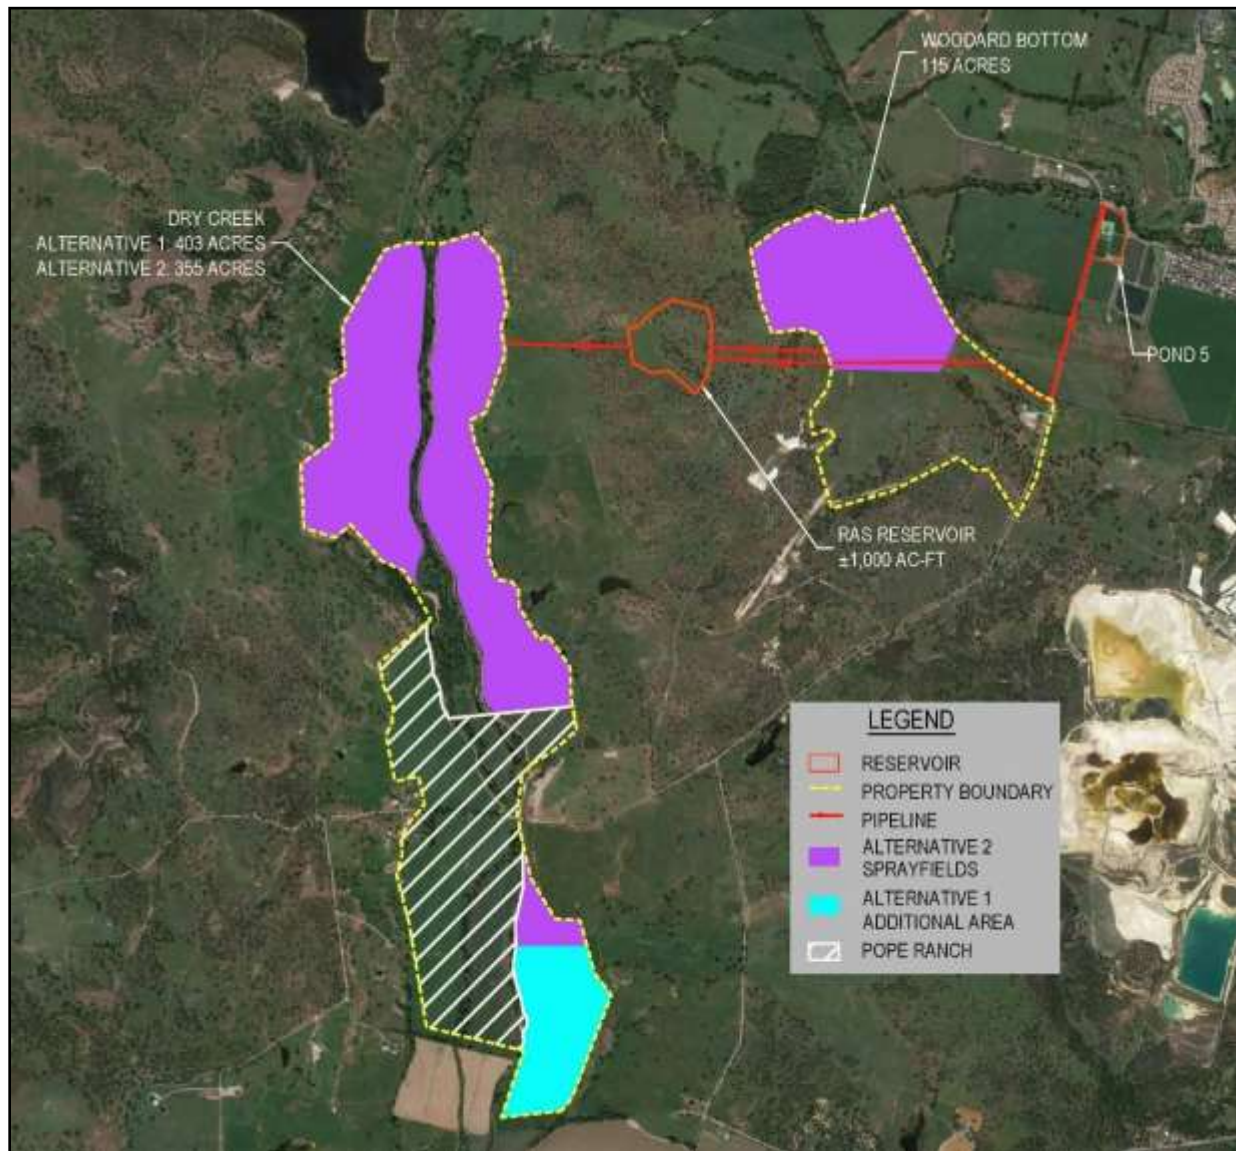 WOODARD BOTTOM
115 ACRES
DRY CREEK
ALTERNATIVE 1: 403 ACRES
ALTERNATIVE 2: 355 ACRES
POND 5
RAS RESERVOIR
±1,000 AC-FT
LEGEND
RESERVOIR
PROPERTY BOUNDARY
PIPELINE
ALTERNATIVE 2
SPRAYFIELDS
ALTERNATIVE 1
ADDITIONAL AREA
POPE RANCH